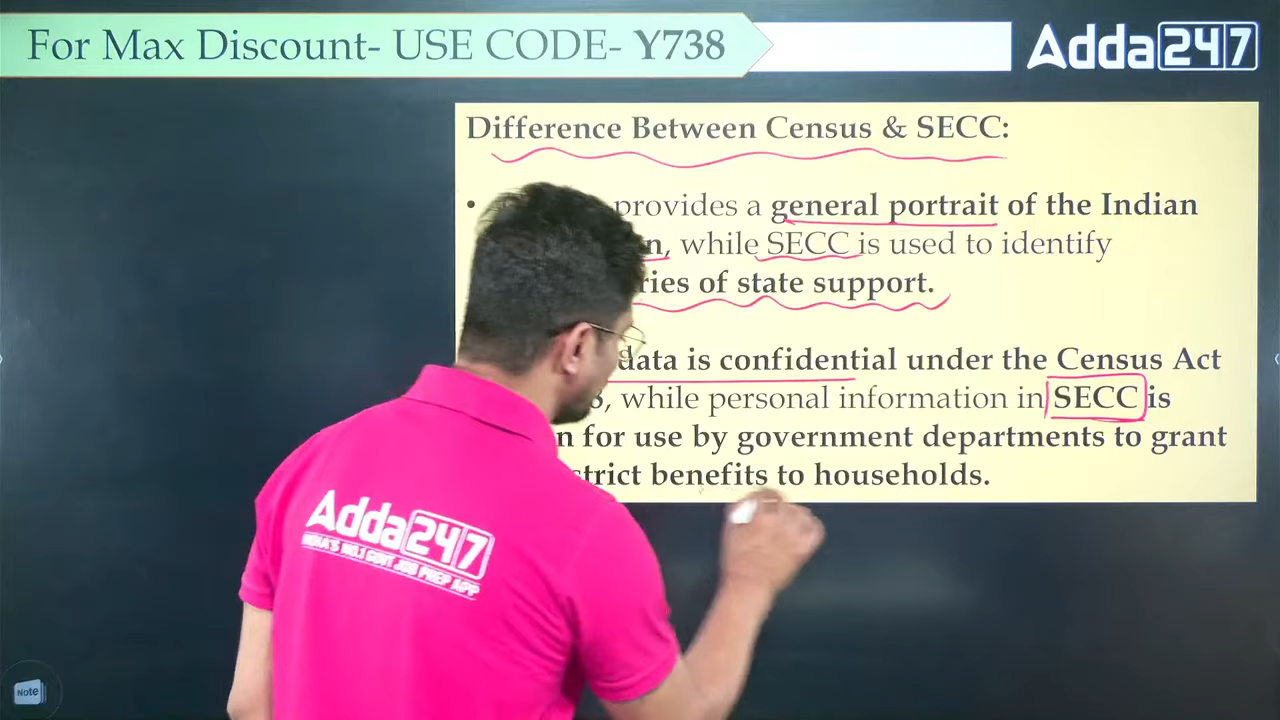 For Max Discount- USE CODE- Y738
Adda247
Difference Between Census & SECC:
• provides a general portrait of the Indian
while SECC is used to identify
of state support.
data is confidential under the Census Act
while personal information in SECC is
for use by government departments to grant
benefits to households.
Adda247
INDIA'S NO.1 GOVT JOB PREP APP
Note